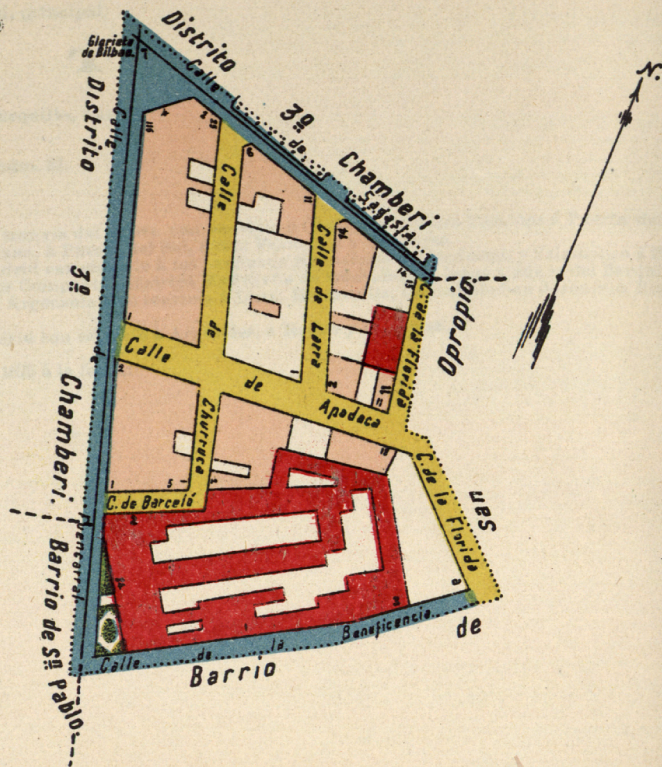 Distrito 3º Chamberi
Glorieta
de Bilbao
Calle de Sagasta
N.
Distrito 3º Chamberi.
Calle de Fuencarral
Calle de Churruca
Calle de Larra
C. de la Florida
Calle de Apodaca
C. de Barceló
C. de la Florida
Calle de la Beneficencia
Barrio de San Opropio
Barrio de Sn Pablo.